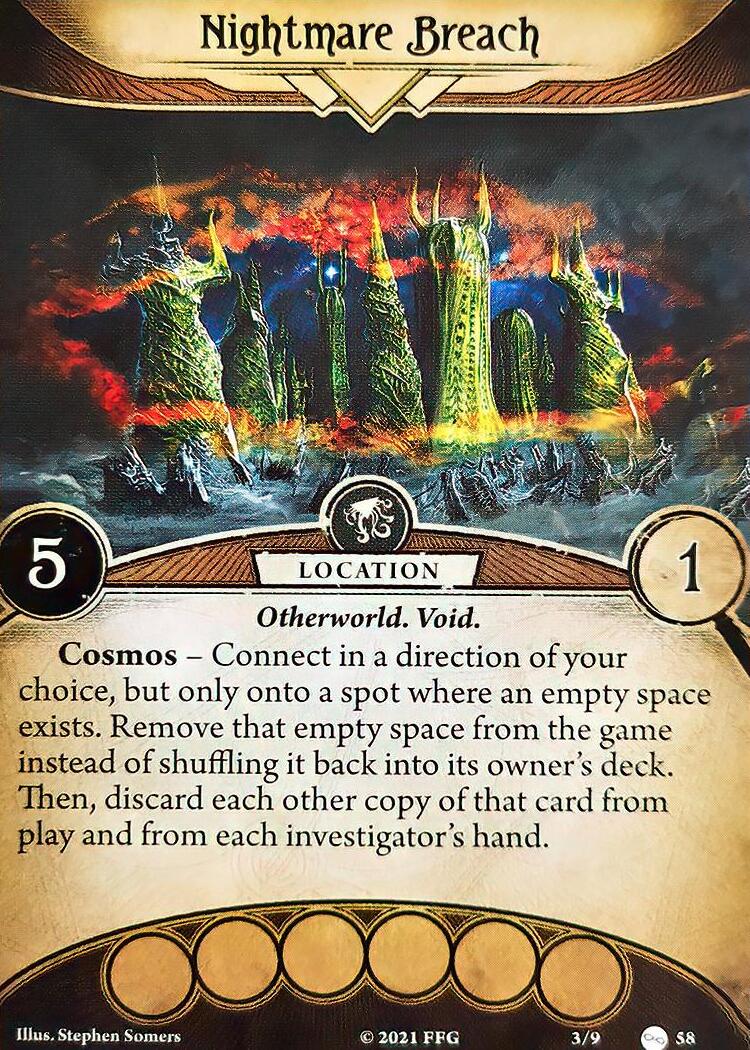 Nightmare Breach
5
LOCATION
1
Otherworld. Void.
Cosmos – Connect in a direction of your
choice, but only onto a spot where an empty space
exists. Remove that empty space from the game
instead of shuffling it back into its owner's deck.
Then, discard each other copy of that card from
play and from each investigator's hand.
Illus. Stephen Somers
© 2021 FFG
3/9
58